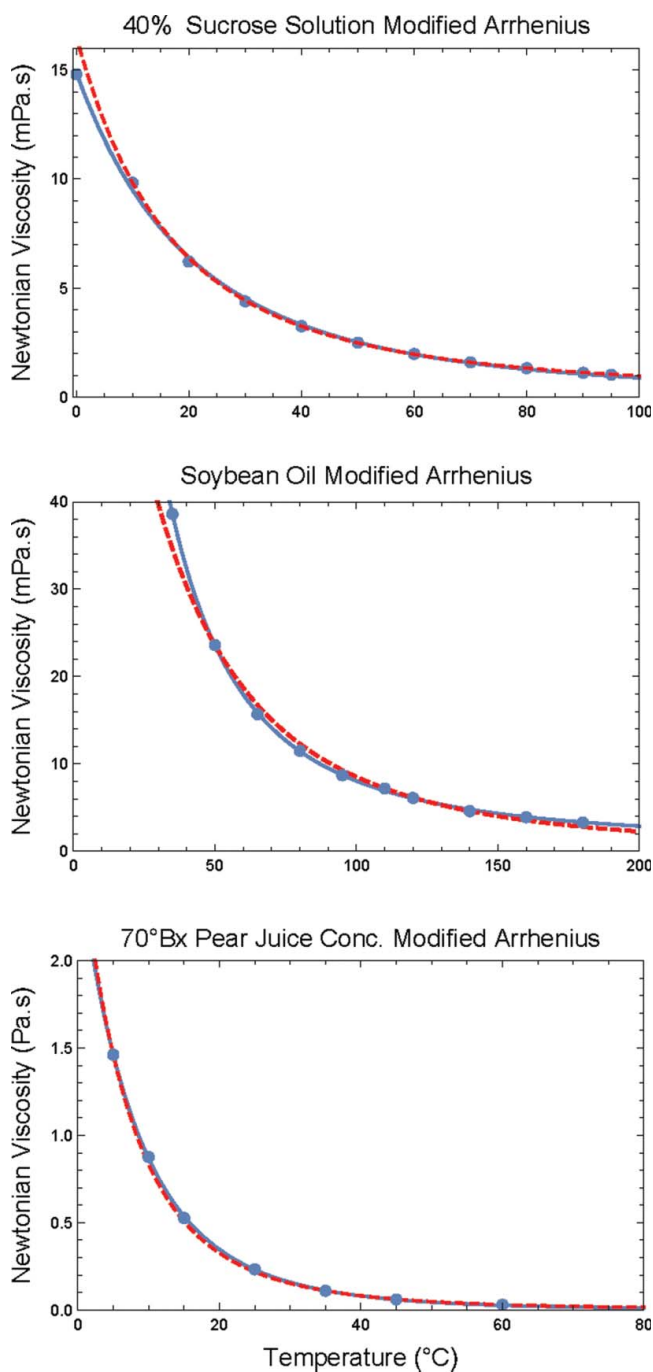 40% Sucrose Solution Modified Arrhenius
Newtonian Viscosity (mPa.s)
15
10
5
0
0 20 40 60 80 100
Soybean Oil Modified Arrhenius
Newtonian Viscosity (mPa.s)
40
30
20
10
0
0 50 100 150 200
70°Bx Pear Juice Conc. Modified Arrhenius
Newtonian Viscosity (Pa.s)
2.0
1.5
1.0
0.5
0.0
0 20 40 60 80
Temperature (°C)